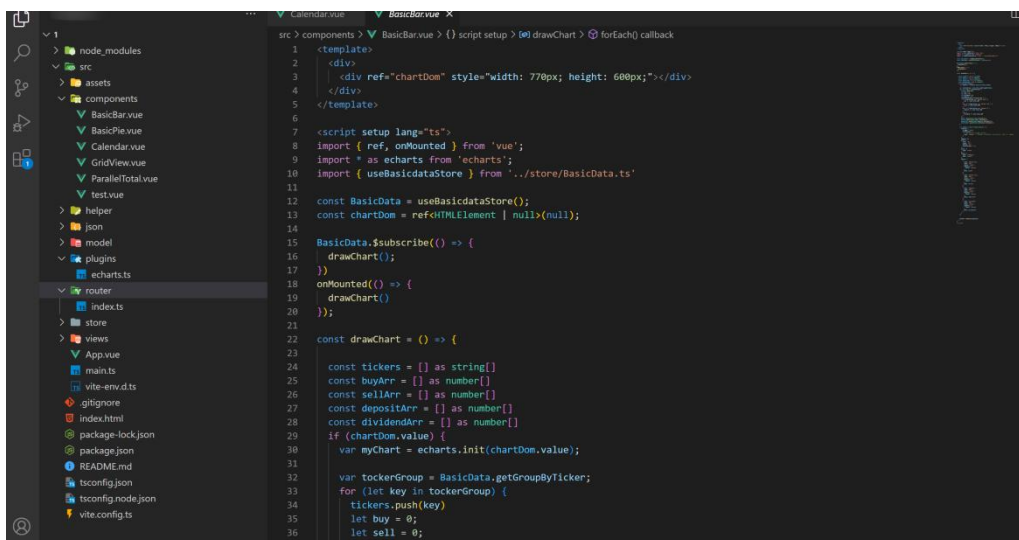 Calendar.vue
BasicBar.vue
1
node_modules
src
assets
components
BasicBar.vue
BasicPie.vue
Calendar.vue
GridView.vue
ParallelTotal.vue
test.vue
helper
json
model
plugins
echarts.ts
router
index.ts
store
views
App.vue
main.ts
vite-env.d.ts
.gitignore
index.html
package-lock.json
package.json
README.md
tsconfig.json
tsconfig.node.json
vite.config.ts
src > components > BasicBar.vue > {} script setup > drawChart > forEach() callback
1 <template>
2 <div>
3 <div ref="chartDom" style="width: 770px; height: 600px;"></div>
4 </div>
5 </template>
6
7 <script setup lang="ts">
8 import { ref, onMounted } from 'vue';
9 import * as echarts from 'echarts';
10 import { useBasicdataStore } from '../store/BasicData.ts'
11
12 const BasicData = useBasicdataStore();
13 const chartDom = ref<HTMLElement | null>(null);
14
15 BasicData.$subscribe(() => {
16 drawChart();
17 })
18 onMounted(() => {
19 drawChart()
20 });
21
22 const drawChart = () => {
23
24 const tickers = [] as string[]
25 const buyArr = [] as number[]
26 const sellArr = [] as number[]
27 const depositArr = [] as number[]
28 const dividendArr = [] as number[]
29 if (chartDom.value) {
30 var myChart = echarts.init(chartDom.value);
31
32 var tockerGroup = BasicData.getGroupByTicker;
33 for (let key in tockerGroup) {
34 tickers.push(key)
35 let buy = 0;
36 let sell = 0;